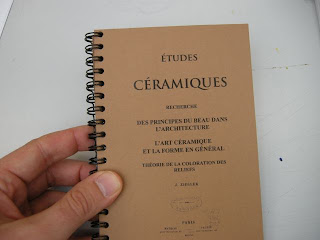 ÉTUDES
CÉRAMIQUES
RECHERCHE
DES PRINCIPES DU BEAU DANS
L'ARCHITECTURE
L'ART CÉRAMIQUE
ET LA FORME EN GÉNÉRAL
THÉORIE DE LA COLORATION DES
RELIEFS
J. ZIEGLER
PARIS